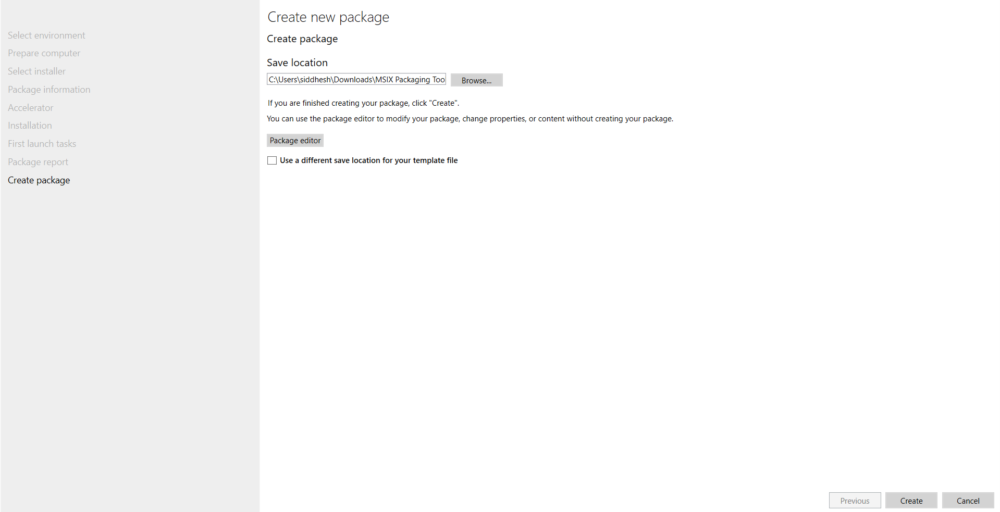 Select environment
Prepare computer
Select installer
Package information
Accelerator
Installation
First launch tasks
Package report
Create package
Create new package
Create package
Save location
C:\Users\siddhesh\Downloads\MSIX Packaging Too
Browse...
If you are finished creating your package, click "Create".
You can use the package editor to modify your package, change properties, or content without creating your package.
Package editor
Use a different save location for your template file
Previous
Create
Cancel